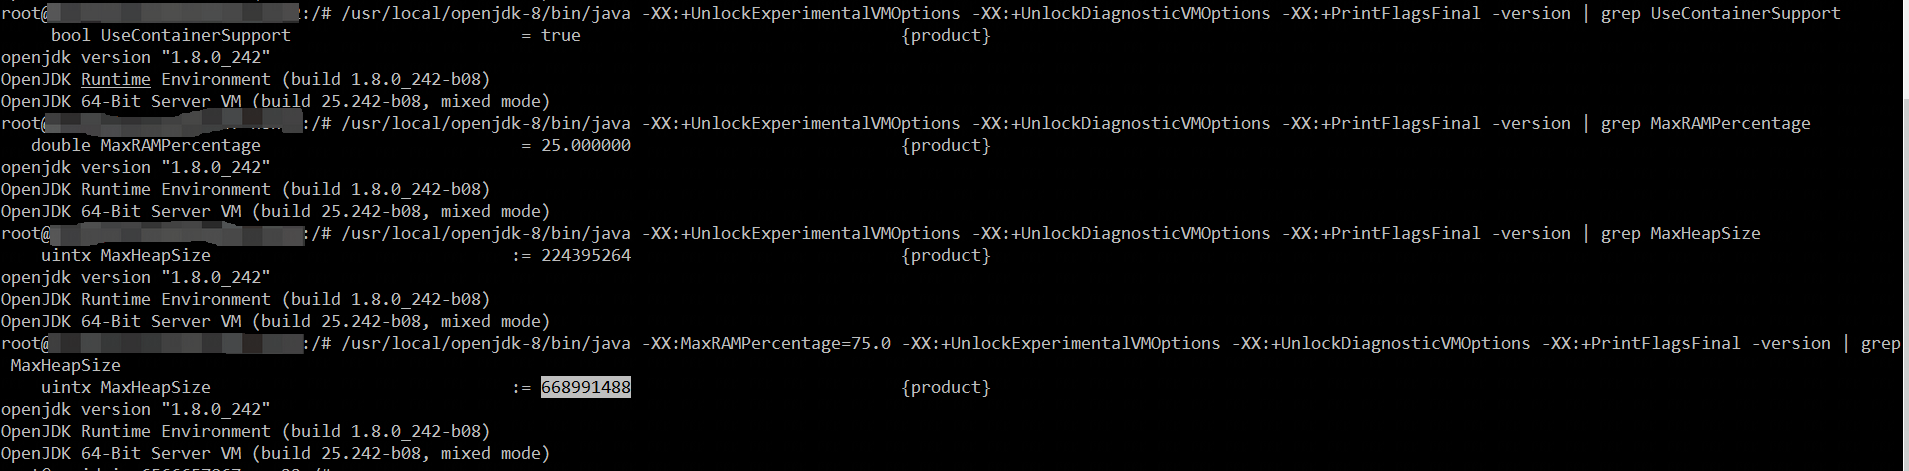 root@ :/# /usr/local/openjdk-8/bin/java -XX:+UnlockExperimentalVMOptions -XX:+UnlockDiagnosticVMOptions -XX:+PrintFlagsFinal -version | grep UseContainerSupport
bool UseContainerSupport = true {product}
openjdk version "1.8.0_242"
OpenJDK Runtime Environment (build 1.8.0_242-b08)
OpenJDK 64-Bit Server VM (build 25.242-b08, mixed mode)
root@ :/# /usr/local/openjdk-8/bin/java -XX:+UnlockExperimentalVMOptions -XX:+UnlockDiagnosticVMOptions -XX:+PrintFlagsFinal -version | grep MaxRAMPercentage
double MaxRAMPercentage = 25.000000 {product}
openjdk version "1.8.0_242"
OpenJDK Runtime Environment (build 1.8.0_242-b08)
OpenJDK 64-Bit Server VM (build 25.242-b08, mixed mode)
root@ :/# /usr/local/openjdk-8/bin/java -XX:+UnlockExperimentalVMOptions -XX:+UnlockDiagnosticVMOptions -XX:+PrintFlagsFinal -version | grep MaxHeapSize
uintx MaxHeapSize := 224395264 {product}
openjdk version "1.8.0_242"
OpenJDK Runtime Environment (build 1.8.0_242-b08)
OpenJDK 64-Bit Server VM (build 25.242-b08, mixed mode)
root@ :/# /usr/local/openjdk-8/bin/java -XX:MaxRAMPercentage=75.0 -XX:+UnlockExperimentalVMOptions -XX:+UnlockDiagnosticVMOptions -XX:+PrintFlagsFinal -version | grep
MaxHeapSize
uintx MaxHeapSize := 668991488 {product}
openjdk version "1.8.0_242"
OpenJDK Runtime Environment (build 1.8.0_242-b08)
OpenJDK 64-Bit Server VM (build 25.242-b08, mixed mode)